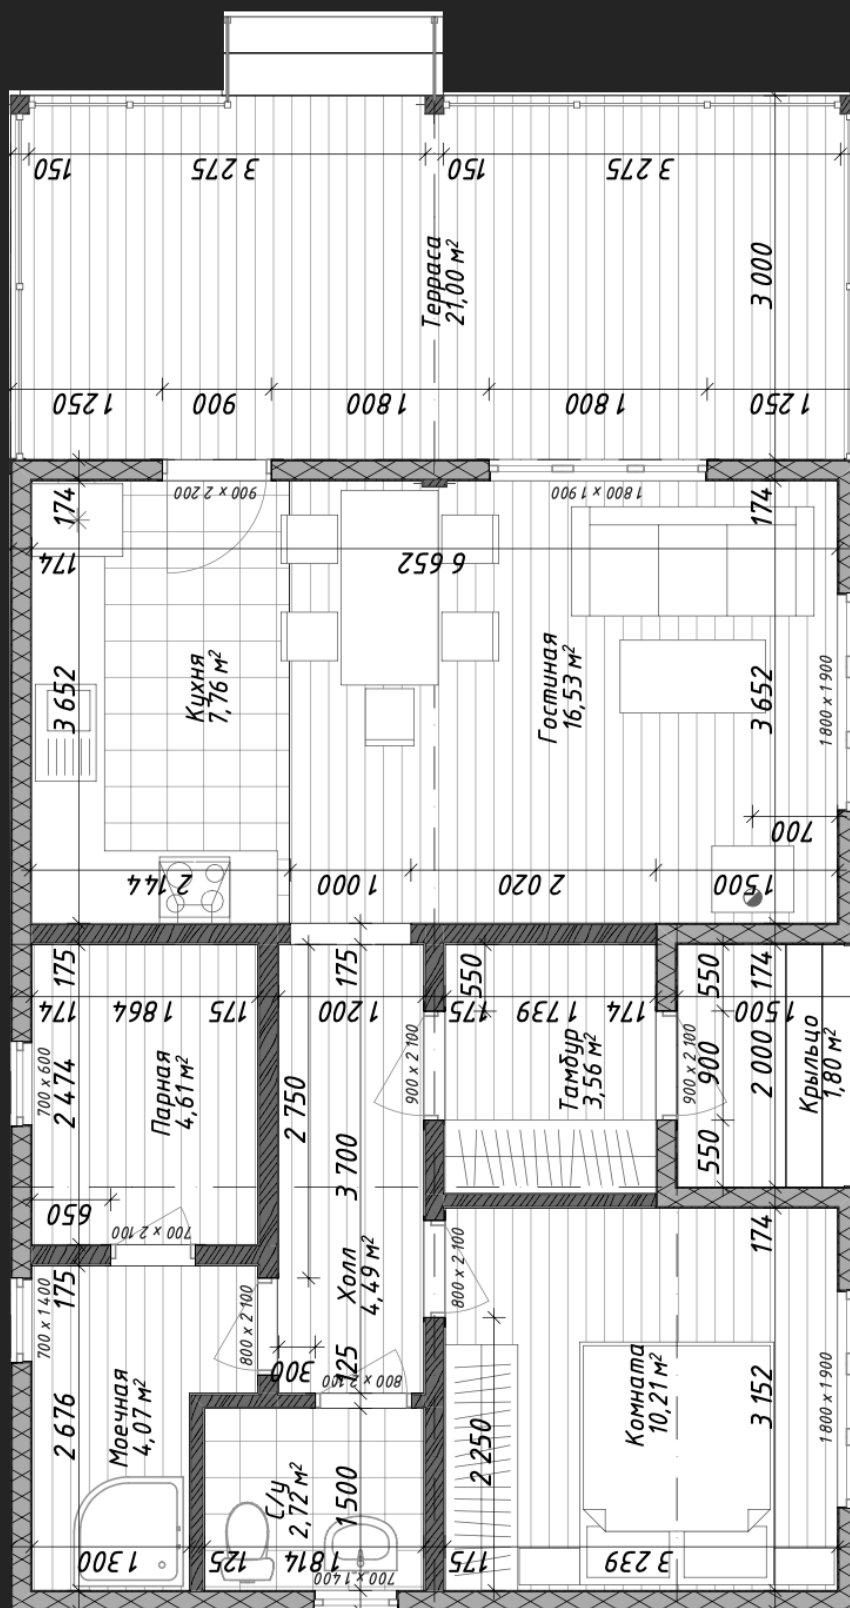 150
3 275
150
3 275
Терраса
21,00 м²
3 000
1 250
900
1 800
1 800
1 250
174
900 x 2 200
1 800 x 1 900
174
174
6 652
Кухня
7,76 м²
3 652
Гостиная
16,53 м²
3 652
1 800 x 1 900
700
2 144
1 000
2 020
1 500
175
175
550
550
174
174
1 864
175
1 200
175
1 739
174
1 500
700 x 600
2 474
Парная
4,61 м²
2 750
900 x 2 100
Тамбур
3,56 м²
900 x 2 100
900
2 000
Крыльцо
1,80 м²
3 700
550
650
700 x 2 100
174
175
700 x 1 400
800 x 2 100
Холл
4,49 м²
800 x 2 100
300
125
800 x 2 100
2 676
Моечная
4,07 м²
2 250
Комната
10,21 м²
3 152
1 800 x 1 900
С/у
2,72 м²
1 500
1 300
125
1 814
700 x 1 400
175
3 239